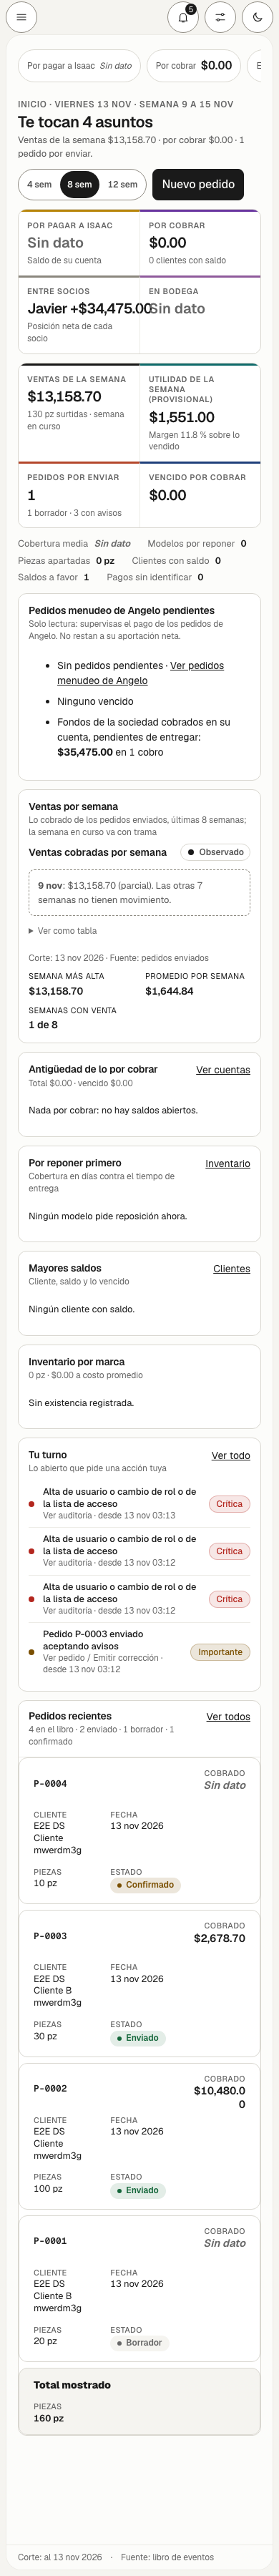 5
Por pagar a Isaac Sin dato
Por cobrar $0.00
INICIO · VIERNES 13 NOV · SEMANA 9 A 15 NOV
Te tocan 4 asuntos
Ventas de la semana $13,158.70 · por cobrar $0.00 · 1
pedido por enviar.
4 sem 8 sem 12 sem Nuevo pedido
POR PAGAR A ISAAC
Sin dato
Saldo de su cuenta
POR COBRAR
$0.00
0 clientes con saldo
ENTRE SOCIOS
Javier +$34,475.00
Posición neta de cada
socio
EN BODEGA
Sin dato
VENTAS DE LA SEMANA
$13,158.70
130 pz surtidas · semana
en curso
UTILIDAD DE LA
SEMANA
(PROVISIONAL)
$1,551.00
Margen 11.8 % sobre lo
vendido
PEDIDOS POR ENVIAR
1
1 borrador · 3 con avisos
VENCIDO POR COBRAR
$0.00
Cobertura media Sin dato Modelos por reponer 0
Piezas apartadas 0 pz Clientes con saldo 0
Saldos a favor 1 Pagos sin identificar 0
Pedidos menudeo de Angelo pendientes
Solo lectura: supervisas el pago de los pedidos de
Angelo. No restan a su aportación neta.
• Sin pedidos pendientes · Ver pedidos
menudeo de Angelo
• Ninguno vencido
• Fondos de la sociedad cobrados en su
cuenta, pendientes de entregar:
$35,475.00 en 1 cobro
Ventas por semana
Lo cobrado de los pedidos enviados, últimas 8 semanas;
la semana en curso va con trama
Ventas cobradas por semana Observado
9 nov: $13,158.70 (parcial). Las otras 7
semanas no tienen movimiento.
Ver como tabla
Corte: 13 nov 2026 · Fuente: pedidos enviados
SEMANA MÁS ALTA
$13,158.70
PROMEDIO POR SEMANA
$1,644.84
SEMANAS CON VENTA
1 de 8
Antigüedad de lo por cobrar Ver cuentas
Total $0.00 · vencido $0.00
Nada por cobrar: no hay saldos abiertos.
Por reponer primero Inventario
Cobertura en días contra el tiempo de
entrega
Ningún modelo pide reposición ahora.
Mayores saldos Clientes
Cliente, saldo y lo vencido
Ningún cliente con saldo.
Inventario por marca
0 pz · $0.00 a costo promedio
Sin existencia registrada.
Tu turno Ver todo
Lo abierto que pide una acción tuya
Alta de usuario o cambio de rol o de
la lista de acceso
Ver auditoría · desde 13 nov 03:13
Crítica
Alta de usuario o cambio de rol o de
la lista de acceso
Ver auditoría · desde 13 nov 03:12
Crítica
Alta de usuario o cambio de rol o de
la lista de acceso
Ver auditoría · desde 13 nov 03:12
Crítica
Pedido P-0003 enviado
aceptando avisos
Ver pedido / Emitir corrección ·
desde 13 nov 03:12
Importante
Pedidos recientes Ver todos
4 en el libro · 2 enviado · 1 borrador · 1
confirmado
P-0004
COBRADO
Sin dato
CLIENTE
E2E DS
Cliente
mwerdm3g
FECHA
13 nov 2026
PIEZAS
10 pz
ESTADO
Confirmado
P-0003
COBRADO
$2,678.70
CLIENTE
E2E DS
Cliente B
mwerdm3g
FECHA
13 nov 2026
PIEZAS
30 pz
ESTADO
Enviado
P-0002
COBRADO
$10,480.0
0
CLIENTE
E2E DS
Cliente
mwerdm3g
FECHA
13 nov 2026
PIEZAS
100 pz
ESTADO
Enviado
P-0001
COBRADO
Sin dato
CLIENTE
E2E DS
Cliente B
mwerdm3g
FECHA
13 nov 2026
PIEZAS
20 pz
ESTADO
Borrador
Total mostrado
PIEZAS
160 pz
Corte: al 13 nov 2026 · Fuente: libro de eventos